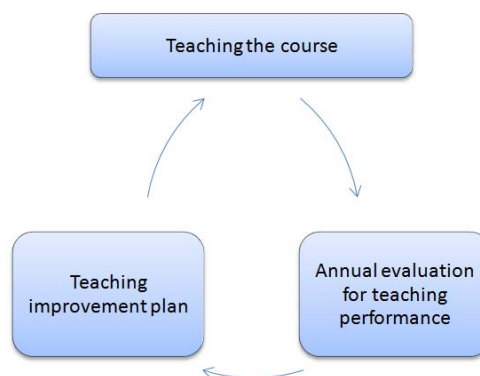 Teaching the course
Annual evaluation
for teaching
performance
Teaching
improvement plan